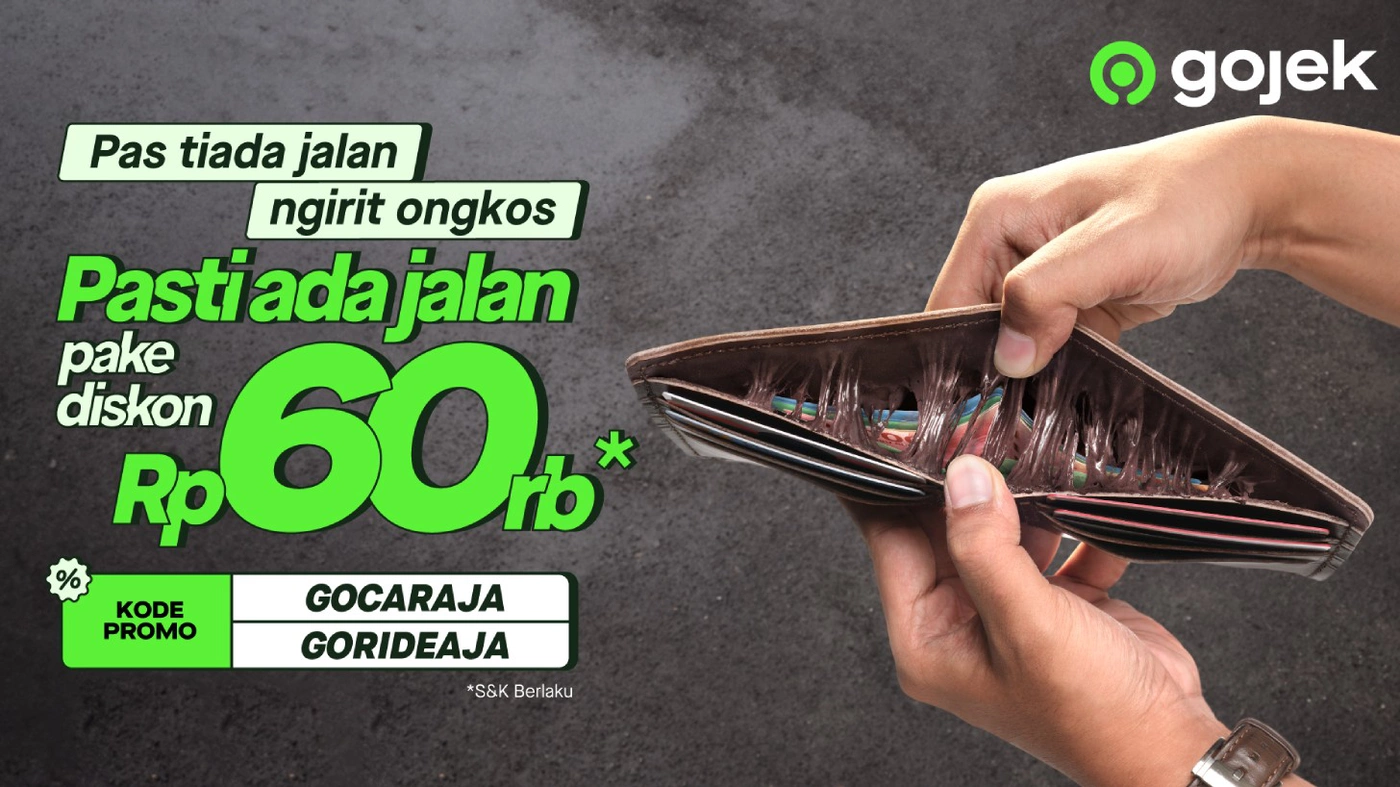 gojek
Pas tiada jalan
ngirit ongkos
Pasti ada jalan
pake
diskon
Rp60rb*
%
KODE
PROMO
GOCARAJA
GORIDEAJA
*S&K Berlaku